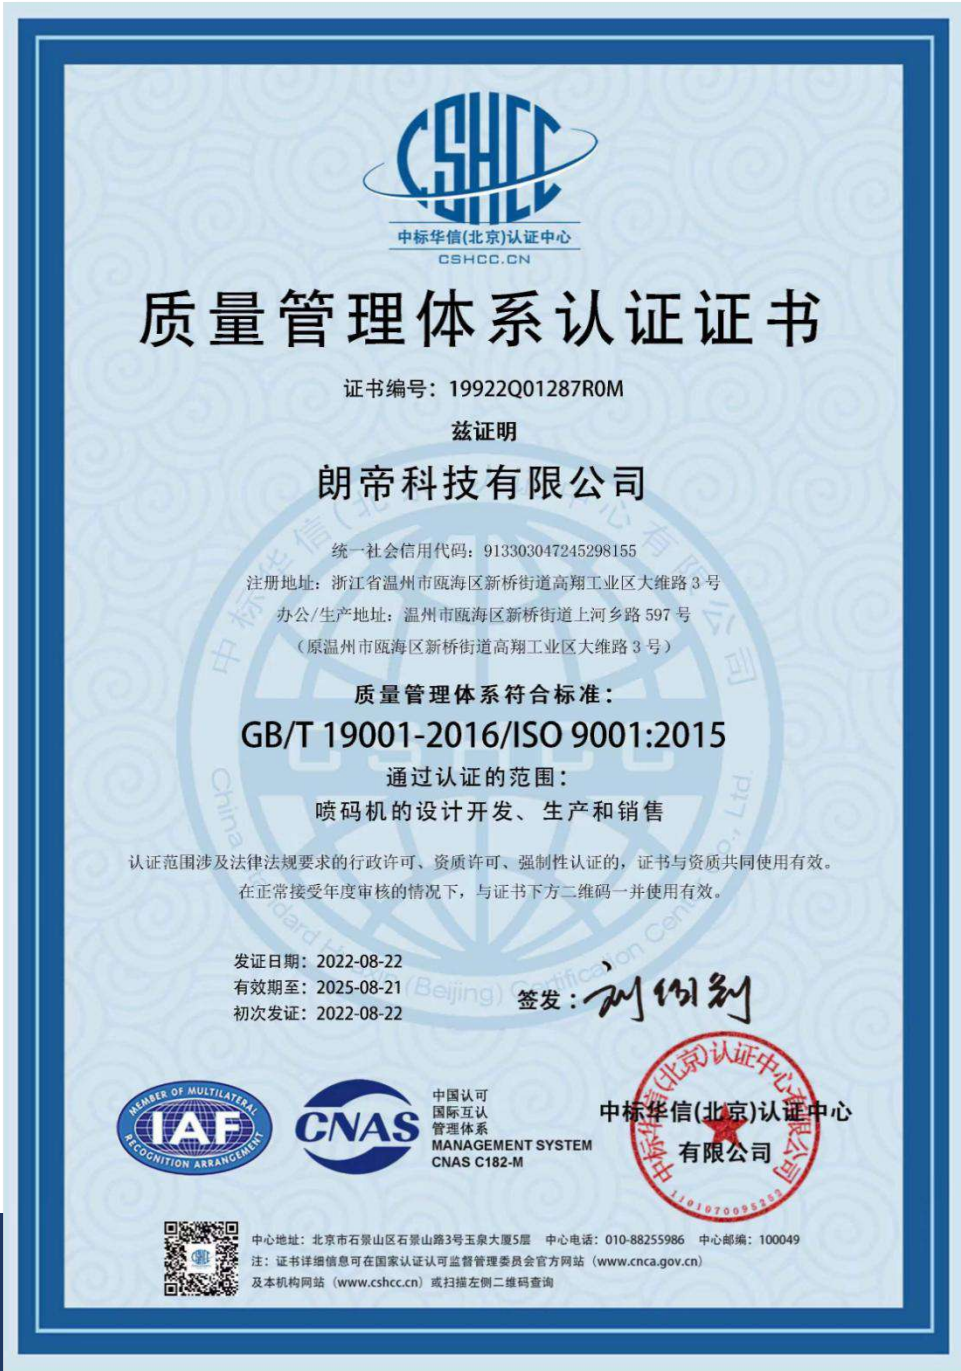 CSHCC
中标华信(北京)认证中心
CSHCC.CN
质量管理体系认证证书
证书编号：19922Q01287R0M
兹证明
朗帝科技有限公司
统一社会信用代码：913303047245298155
注册地址：浙江省温州市瓯海区新桥街道高翔工业区大维路 3 号
办公/生产地址：温州市瓯海区新桥街道上河乡路 597 号
（原温州市瓯海区新桥街道高翔工业区大维路 3 号）
质量管理体系符合标准：
GB/T 19001-2016/ISO 9001:2015
通过认证的范围：
喷码机的设计开发、生产和销售
认证范围涉及法律法规要求的行政许可、资质许可、强制性认证的，证书与资质共同使用有效。
在正常接受年度审核的情况下，与证书下方二维码一并使用有效。
发证日期：2022-08-22
有效期至：2025-08-21
初次发证：2022-08-22
签发：
MEMBER OF MULTILATERAL
IAF
RECOGNITION ARRANGEMENT
CNAS
中国认可
国际互认
管理体系
MANAGEMENT SYSTEM
CNAS C182-M
中标华信(北京)认证中心
有限公司
中标华信(北京)认证中心有限公司
1101070095252
中心地址：北京市石景山区石景山路3号玉泉大厦5层 中心电话：010-88255986 中心邮编：100049
注：证书详细信息可在国家认证认可监督管理委员会官方网站（www.cnca.gov.cn）
及本机构网站（www.cshcc.cn）或扫描左侧二维码查询